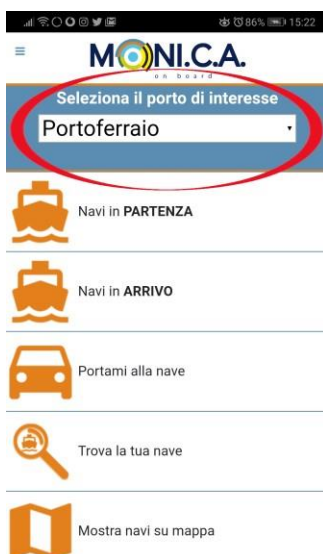 86% 15:22
MONI.C.A.
on board
Seleziona il porto di interesse
Portoferraio
Navi in PARTENZA
Navi in ARRIVO
Portami alla nave
Trova la tua nave
Mostra navi su mappa